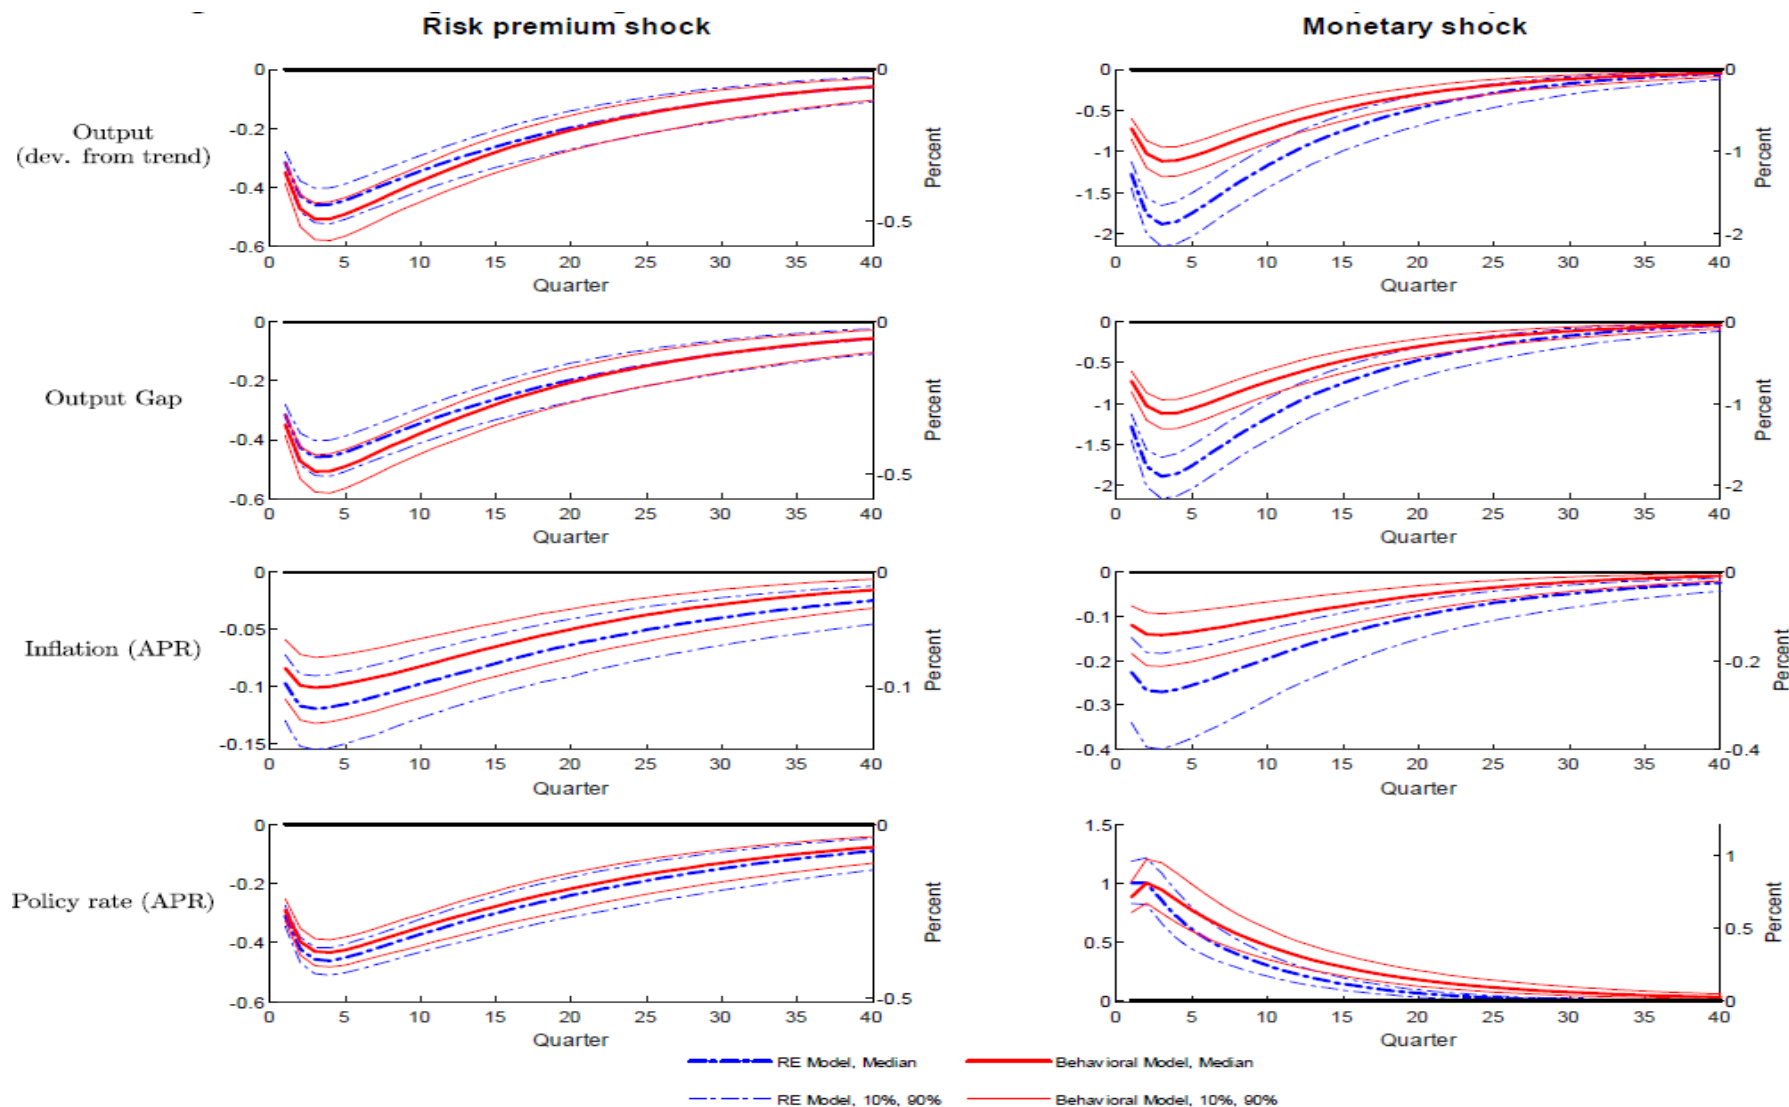 Risk premium shock
Monetary shock
Output
(dev. from trend)
0
-0.2
-0.4
-0.6
0
-0.5
Percent
0 5 10 15 20 25 30 35 40
Quarter
0
-0.5
-1
-1.5
-2
0
-1
-2
Percent
0 5 10 15 20 25 30 35 40
Quarter
Output Gap
0
-0.2
-0.4
-0.6
0
-0.5
Percent
0 5 10 15 20 25 30 35 40
Quarter
0
-0.5
-1
-1.5
-2
0
-1
-2
Percent
0 5 10 15 20 25 30 35 40
Quarter
Inflation (APR)
0
-0.05
-0.1
-0.15
0
-0.1
Percent
0 5 10 15 20 25 30 35 40
Quarter
0
-0.1
-0.2
-0.3
-0.4
0
-0.2
-0.4
Percent
0 5 10 15 20 25 30 35 40
Quarter
Policy rate (APR)
0
-0.2
-0.4
-0.6
0
-0.5
Percent
0 5 10 15 20 25 30 35 40
Quarter
1.5
1
0.5
0
1
0.5
0
Percent
0 5 10 15 20 25 30 35 40
Quarter
RE Model, Median
Behavioral Model, Median
RE Model, 10%, 90%
Behavioral Model, 10%, 90%